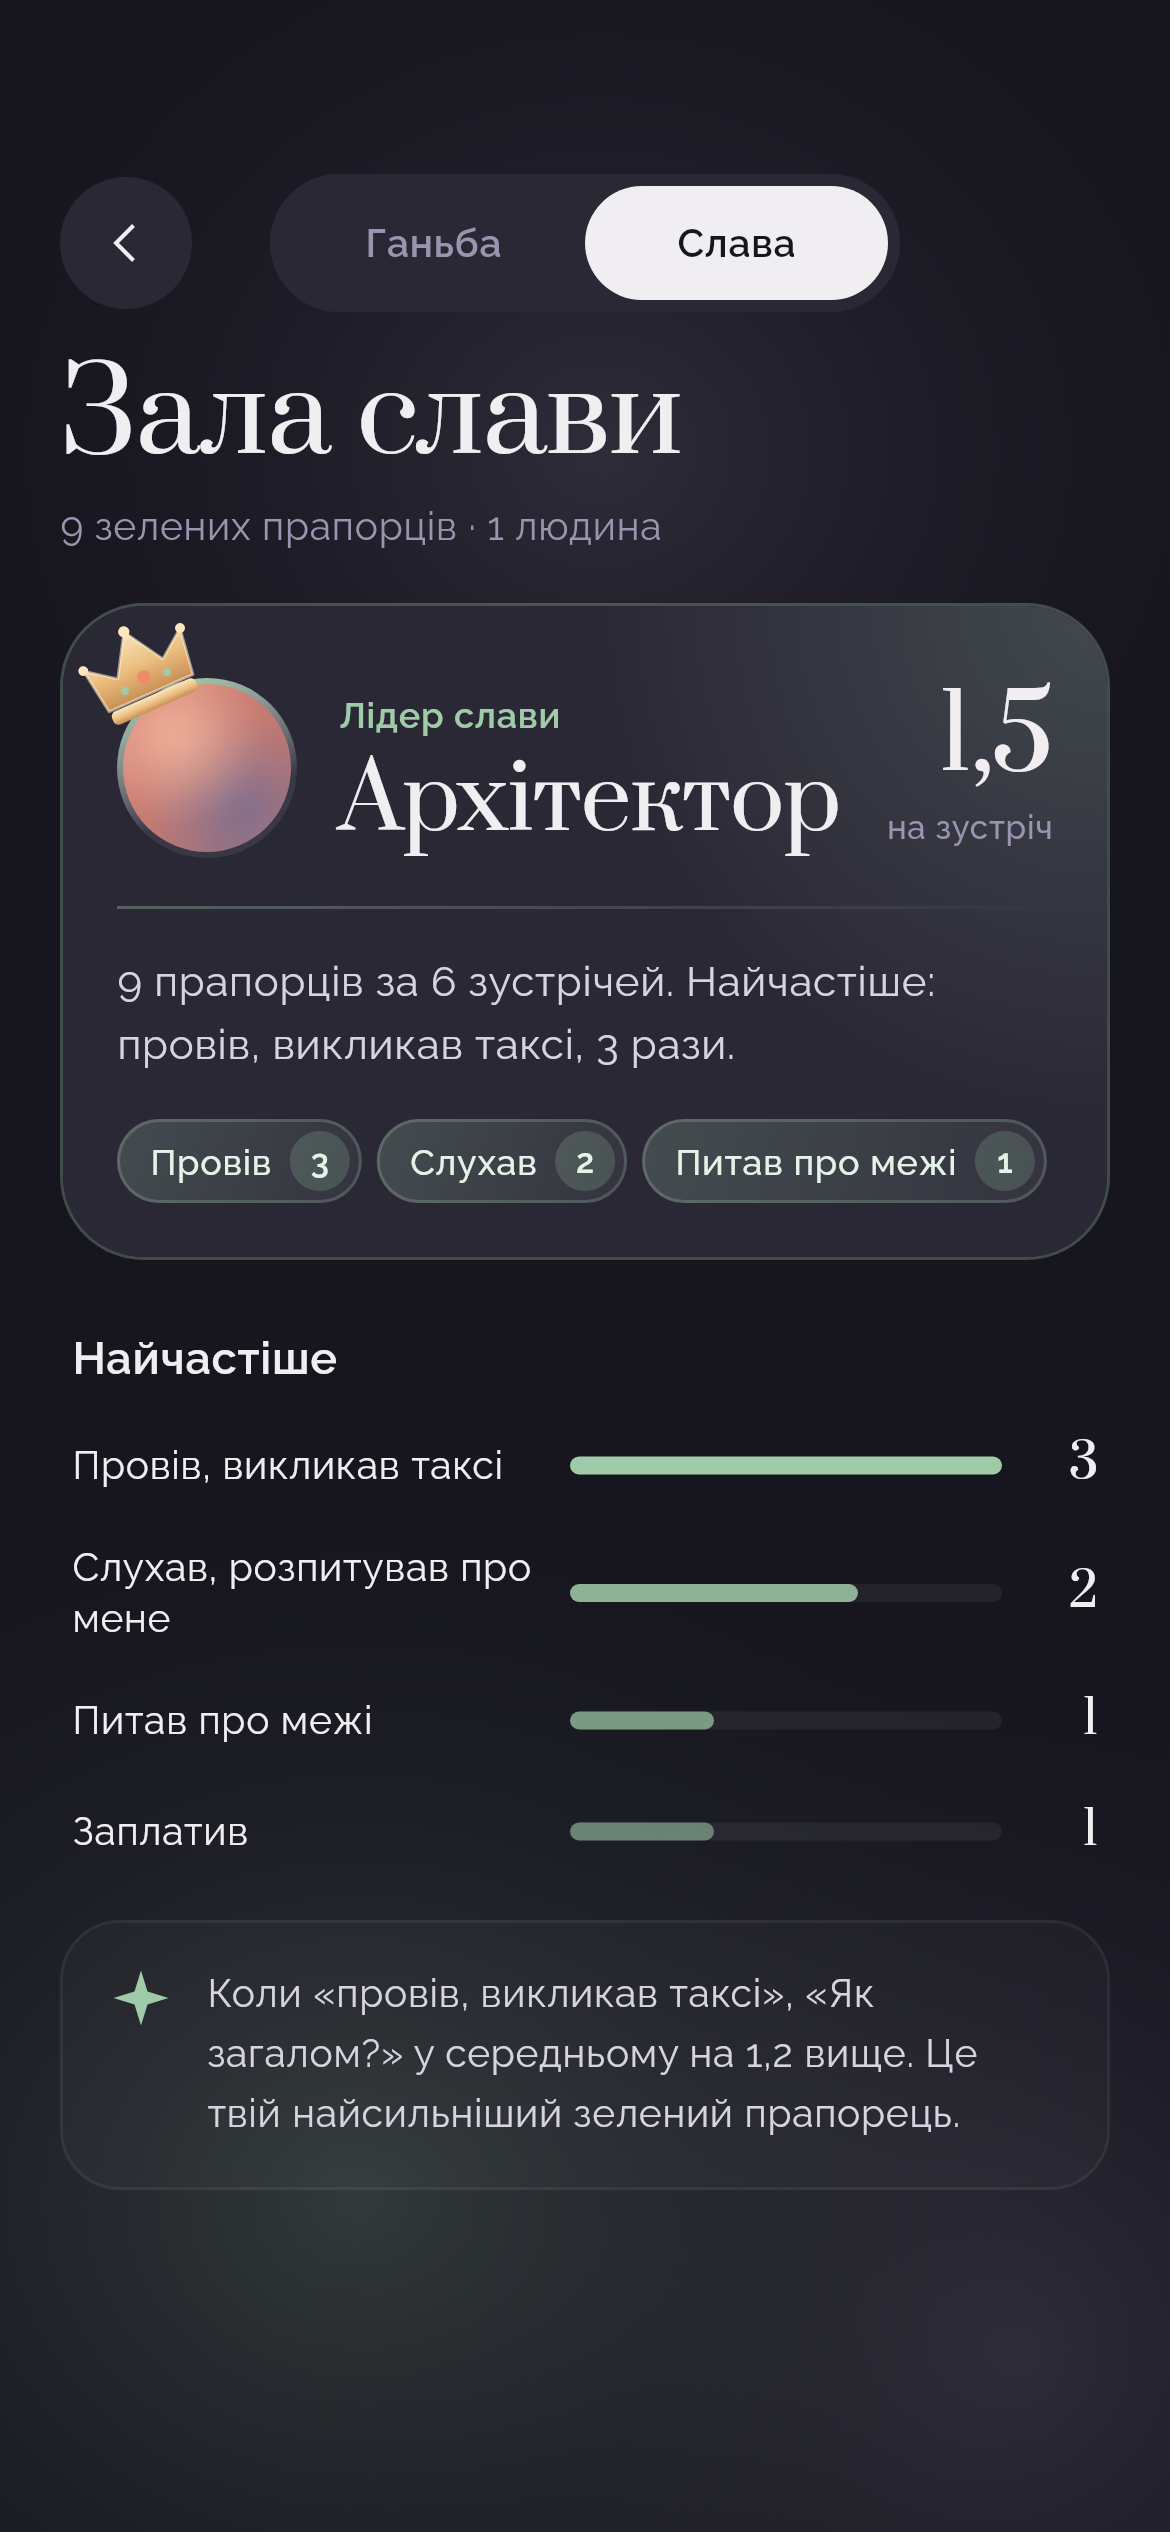 Ганьба
Слава
Зала слави
9 зелених прапорців · 1 людина
Лідер слави
Архітектор
1,5
на зустріч
9 прапорців за 6 зустрічей. Найчастіше:
провів, викликав таксі, 3 рази.
Провів 3
Слухав 2
Питав про межі 1
Найчастіше
Провів, викликав таксі 3
Слухав, розпитував про
мене 2
Питав про межі 1
Заплатив 1
Коли «провів, викликав таксі», «Як
загалом?» у середньому на 1,2 вище. Це
твій найсильніший зелений прапорець.